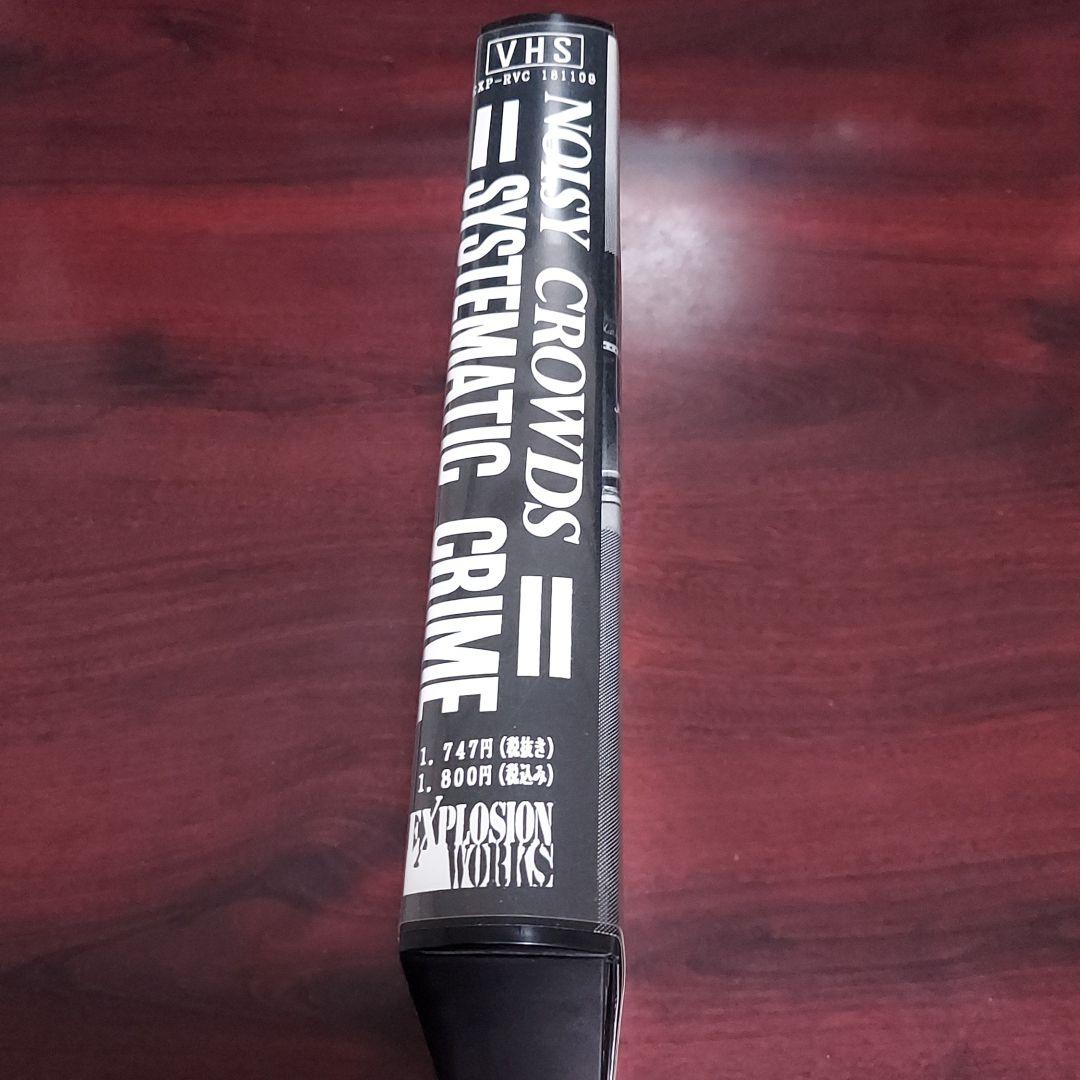 VHS
EXP-RVC 181108
NOISY CROWDS
SYSTEMATIC CRIME
1,747円(税抜き)
1,800円(税込み)
EXPLOSION
WORKS